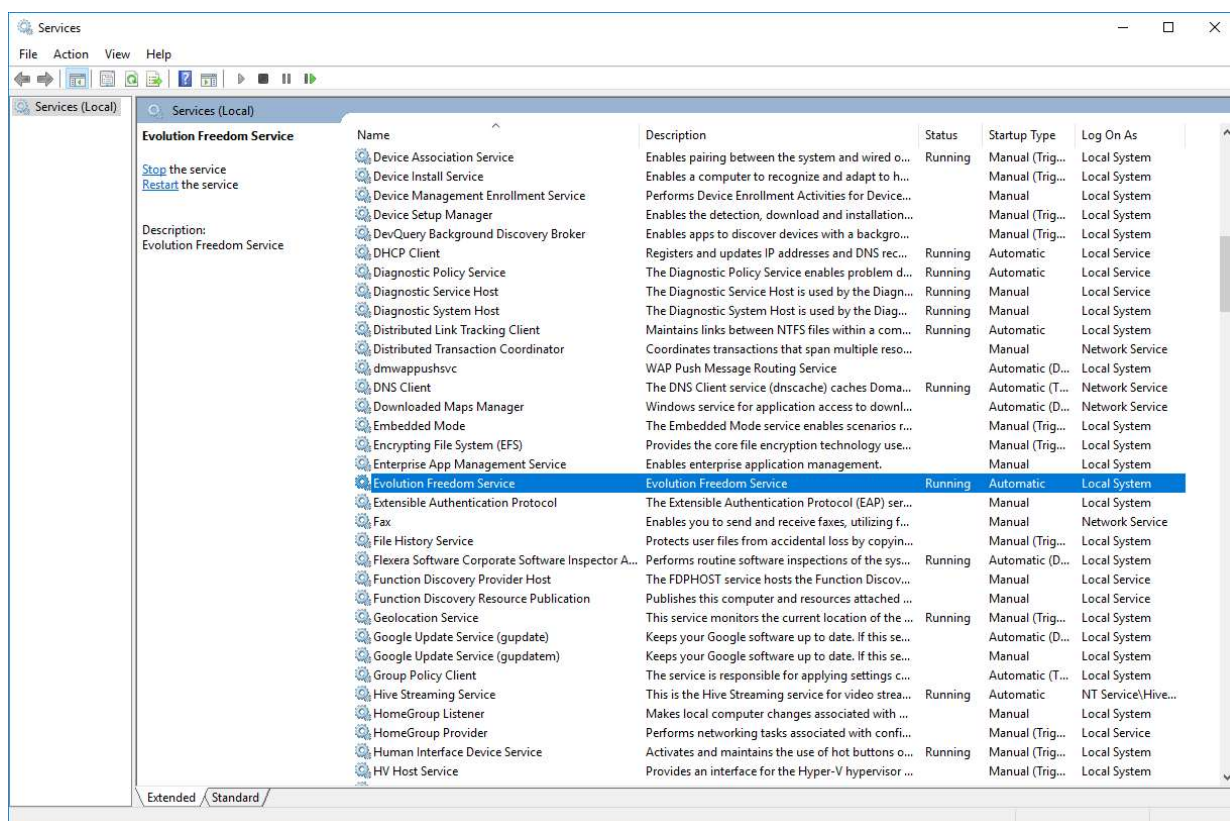 Services
File Action View Help
Services (Local)
Services (Local)
Evolution Freedom Service
Stop the service
Restart the service
Description:
Evolution Freedom Service
Name Description Status Startup Type Log On As
Device Association Service Enables pairing between the system and wired o... Running Manual (Trig... Local System
Device Install Service Enables a computer to recognize and adapt to h... Manual (Trig... Local System
Device Management Enrollment Service Performs Device Enrollment Activities for Device... Manual Local System
Device Setup Manager Enables the detection, download and installation... Manual (Trig... Local System
DevQuery Background Discovery Broker Enables apps to discover devices with a backgro... Manual (Trig... Local System
DHCP Client Registers and updates IP addresses and DNS rec... Running Automatic Local Service
Diagnostic Policy Service The Diagnostic Policy Service enables problem d... Running Automatic Local Service
Diagnostic Service Host The Diagnostic Service Host is used by the Diagn... Running Manual Local Service
Diagnostic System Host The Diagnostic System Host is used by the Diag... Running Manual Local System
Distributed Link Tracking Client Maintains links between NTFS files within a com... Running Automatic Local System
Distributed Transaction Coordinator Coordinates transactions that span multiple reso... Manual Network Service
dmwappushsvc WAP Push Message Routing Service Automatic (D... Local System
DNS Client The DNS Client service (dnscache) caches Doma... Running Automatic (T... Network Service
Downloaded Maps Manager Windows service for application access to downl... Automatic (D... Network Service
Embedded Mode The Embedded Mode service enables scenarios r... Manual (Trig... Local System
Encrypting File System (EFS) Provides the core file encryption technology use... Manual (Trig... Local System
Enterprise App Management Service Enables enterprise application management. Manual Local System
Evolution Freedom Service Evolution Freedom Service Running Automatic Local System
Extensible Authentication Protocol The Extensible Authentication Protocol (EAP) ser... Manual Local System
Fax Enables you to send and receive faxes, utilizing f... Manual Network Service
File History Service Protects user files from accidental loss by copyin... Manual (Trig... Local System
Flexera Software Corporate Software Inspector A... Performs routine software inspections of the sys... Running Automatic (D... Local System
Function Discovery Provider Host The FDPHOST service hosts the Function Discov... Manual Local Service
Function Discovery Resource Publication Publishes this computer and resources attached ... Manual Local Service
Geolocation Service This service monitors the current location of the ... Running Manual (Trig... Local System
Google Update Service (gupdate) Keeps your Google software up to date. If this se... Automatic (D... Local System
Google Update Service (gupdatem) Keeps your Google software up to date. If this se... Manual Local System
Group Policy Client The service is responsible for applying settings c... Automatic (T... Local System
Hive Streaming Service This is the Hive Streaming service for video strea... Running Automatic NT Service\Hive...
HomeGroup Listener Makes local computer changes associated with ... Manual Local System
HomeGroup Provider Performs networking tasks associated with confi... Manual (Trig... Local Service
Human Interface Device Service Activates and maintains the use of hot buttons o... Running Manual (Trig... Local System
HV Host Service Provides an interface for the Hyper-V hypervisor ... Manual (Trig... Local System
Extended Standard